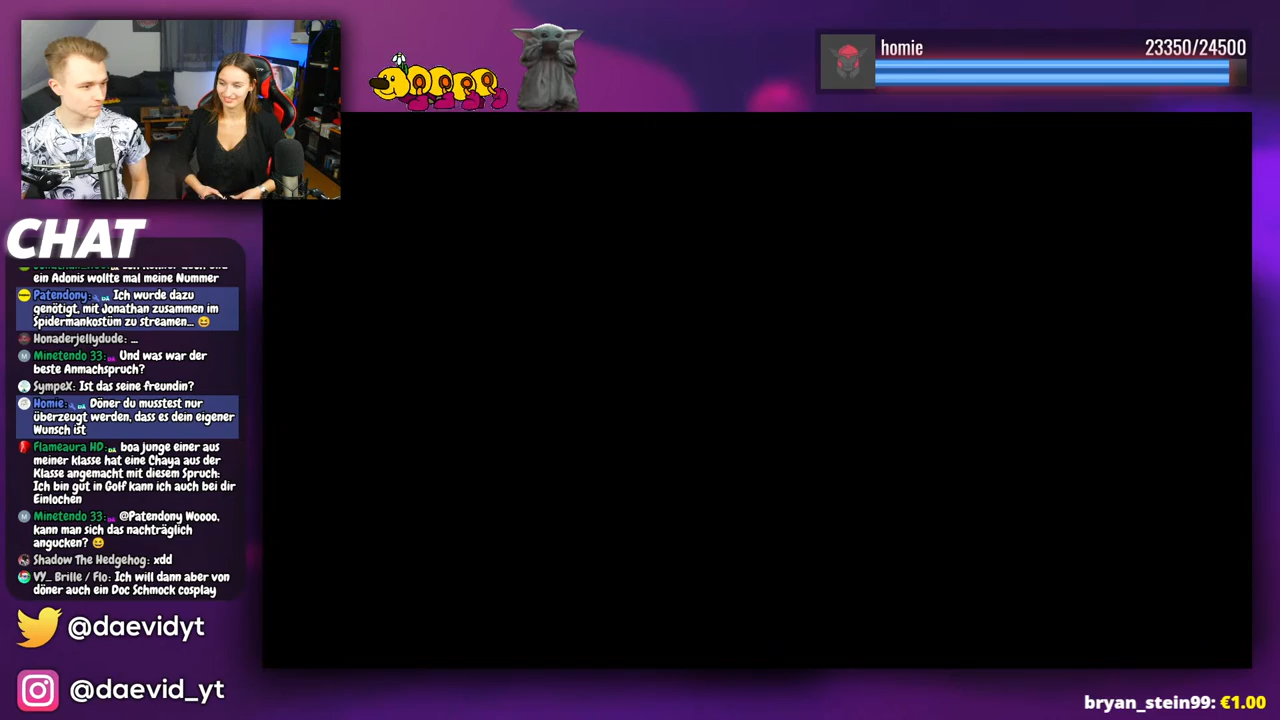 homie
23350/24500
CHAT
ein Adonis wollte mal meine Nummer
Patendony: Ich wurde dazu
genötigt, mit Jonathan zusammen im
Spidermankostüm zu streamen... 😆
Honaderjellydude: ...
Minetendo 33: Und was war der
beste Anmachspruch?
SympeX: Ist das seine freundin?
Homie: Döner du musstest nur
überzeugt werden, dass es dein eigener
Wunsch ist
Flameaura HD: boa junge einer aus
meiner klasse hat eine Chaya aus der
Klasse angemacht mit diesem Spruch:
Ich bin gut in Golf kann ich auch bei dir
Einlochen
Minetendo 33: @Patendony Woooo,
kann man sich das nachträglich
angucken? 😆
Shadow The Hedgehog: xdd
VY_ Brille / Flo: Ich will dann aber von
döner auch ein Doc Schmock cosplay
@daevidyt
@daevid_yt
bryan_stein99: €1.00